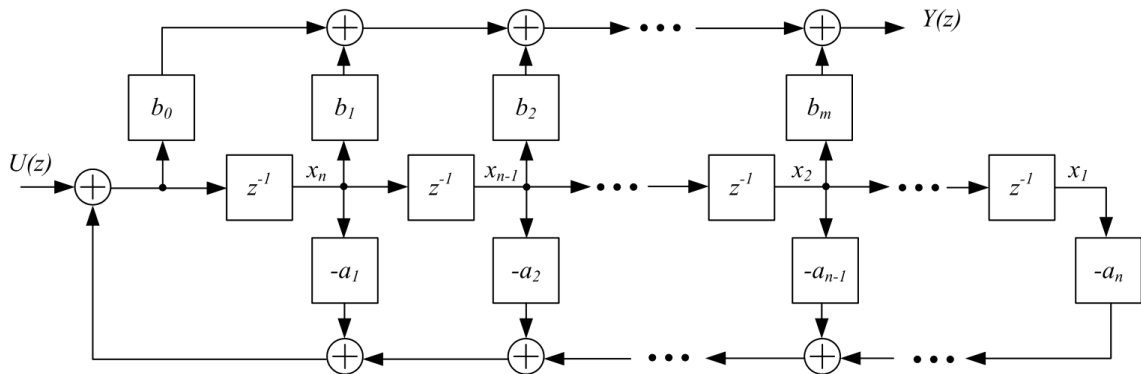 Y(z)
b₀ b₁ b₂ bₘ
U(z) xₙ xₙ₋₁ x₂ x₁
z⁻¹ z⁻¹ z⁻¹ z⁻¹
-a₁ -a₂ -aₙ₋₁ -aₙ